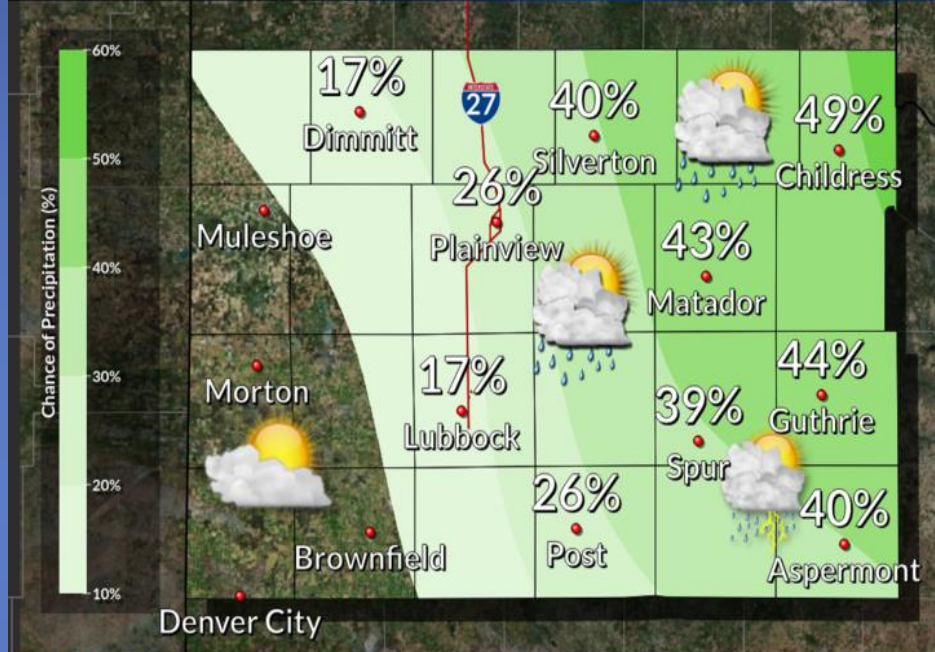 60%
50%
40%
30%
20%
10%
Chance of Precipitation (%)
17%
Dimmitt
INTERSTATE
27
40%
Silverton
49%
Childress
26%
Plainview
Muleshoe
43%
Matador
Morton
17%
Lubbock
39%
Spur
44%
Guthrie
26%
Post
40%
Aspermont
Brownfield
Denver City